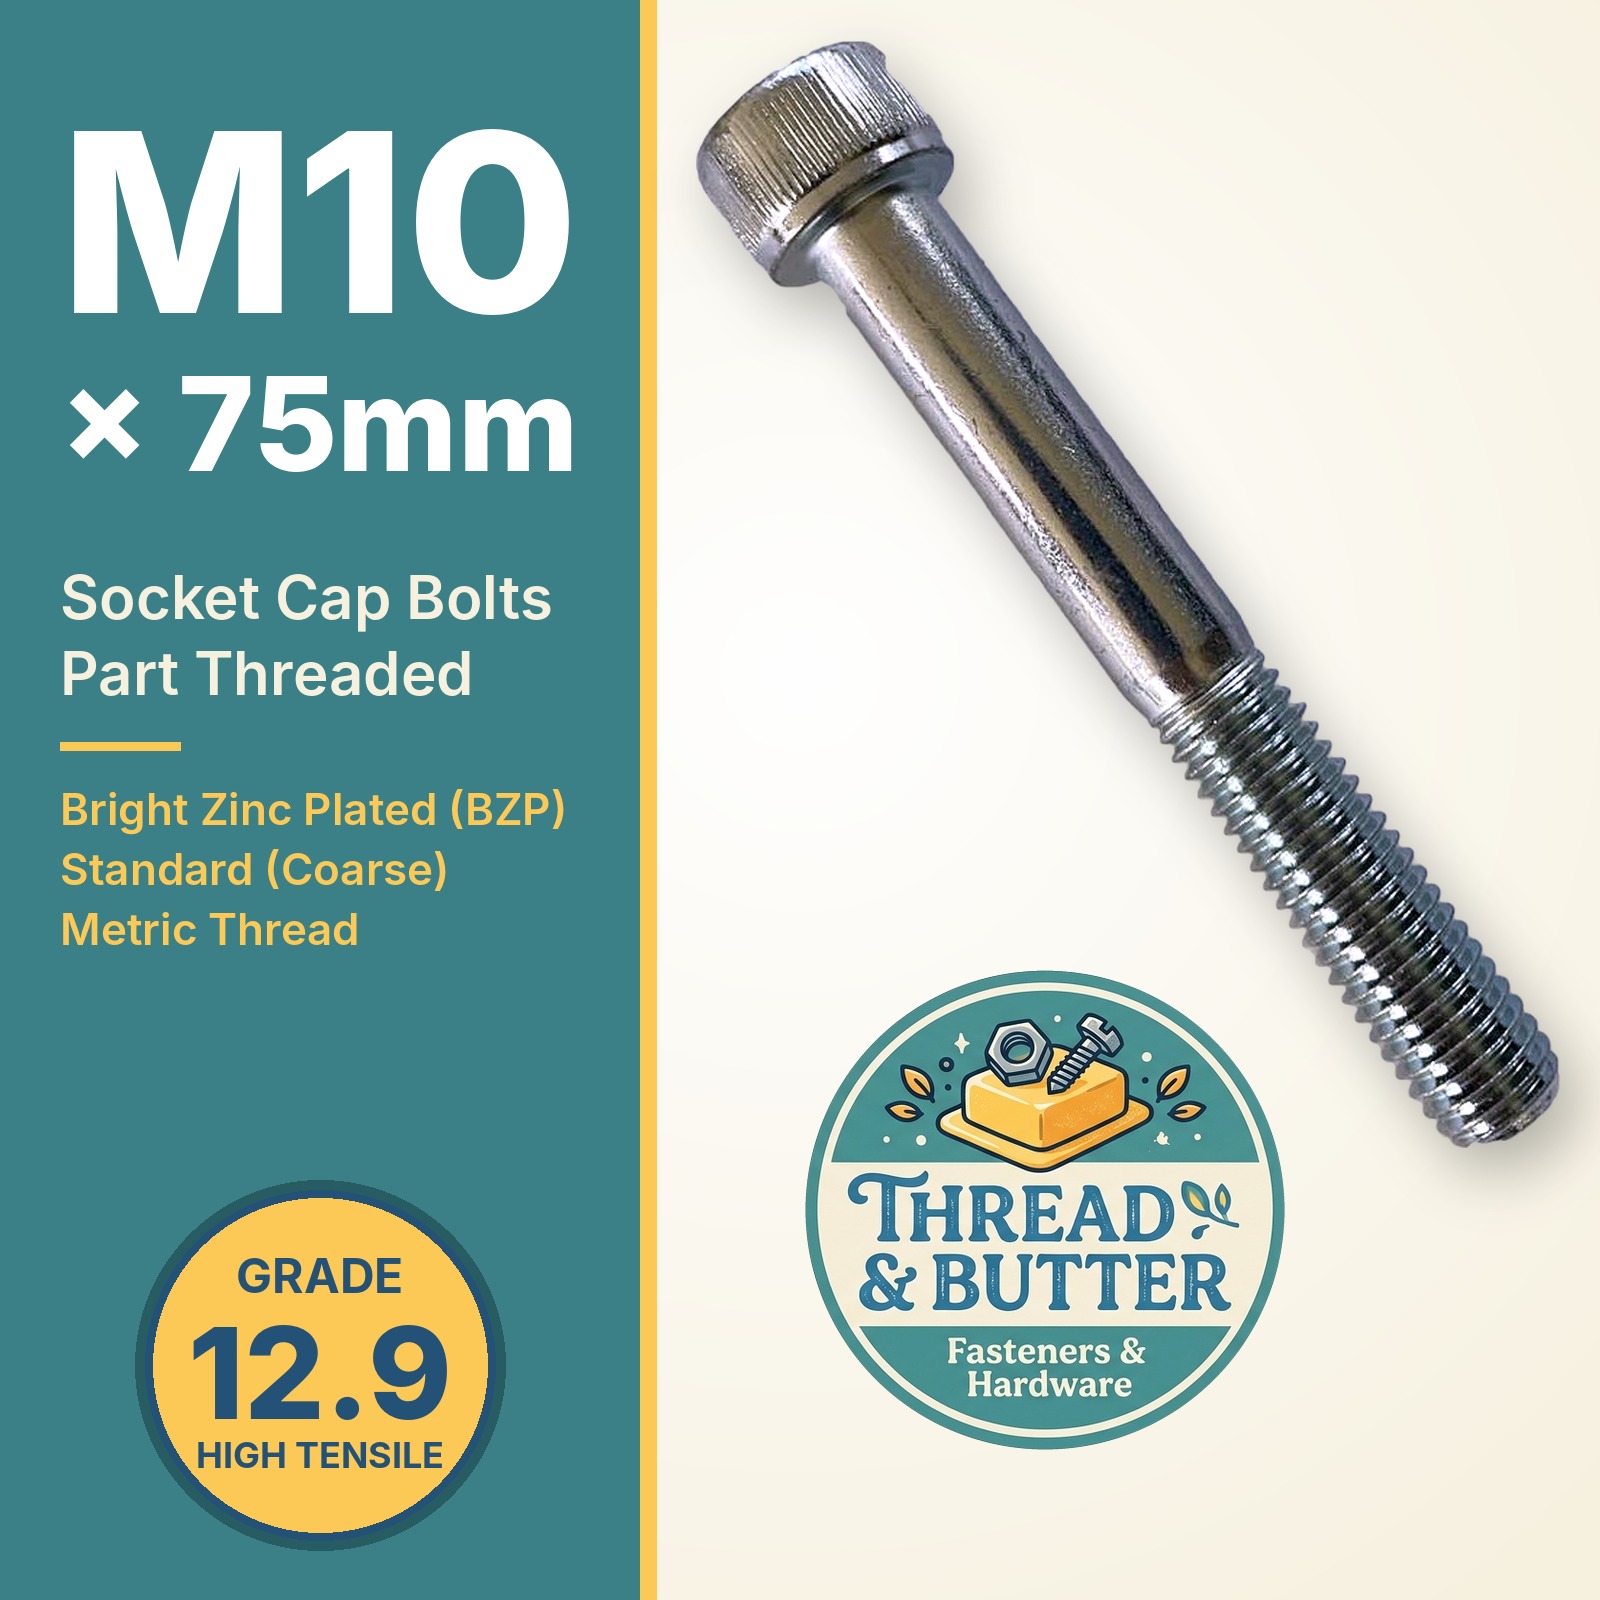 M10
× 75mm
Socket Cap Bolts
Part Threaded
Bright Zinc Plated (BZP)
Standard (Coarse)
Metric Thread
GRADE
12.9
HIGH TENSILE
THREAD
& BUTTER
Fasteners &
Hardware